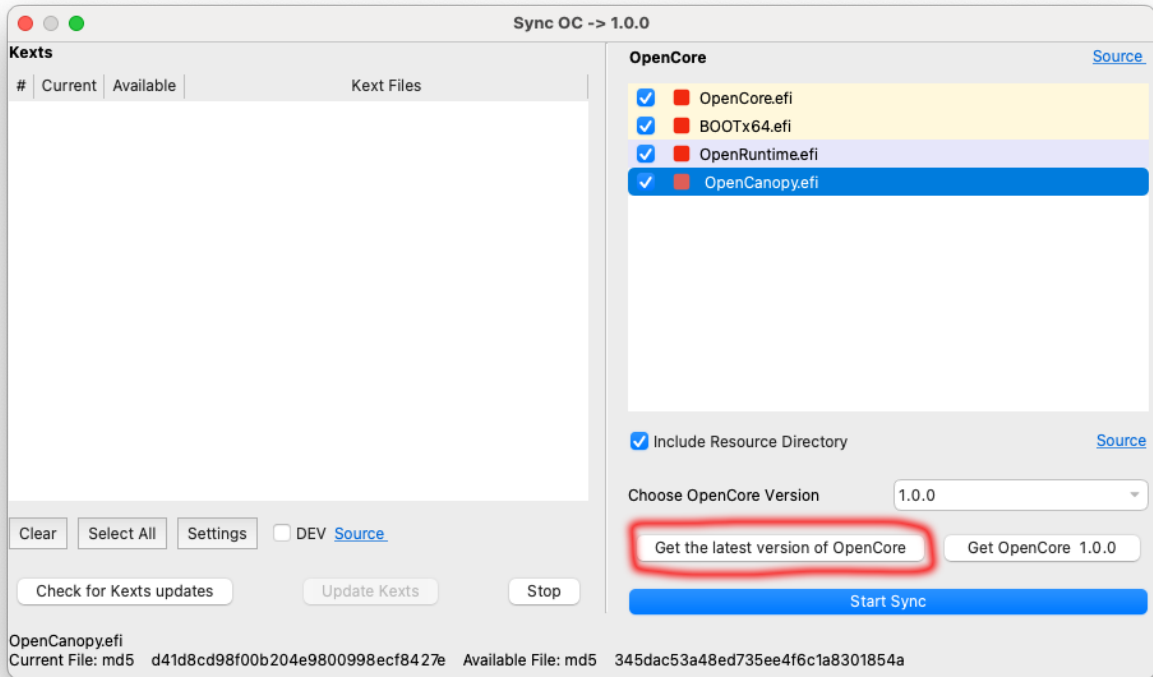 Sync OC -> 1.0.0
Kexts
# Current Available Kext Files
Clear Select All Settings DEV Source
Check for Kexts updates Update Kexts Stop
OpenCore Source
OpenCore.efi
BOOTx64.efi
OpenRuntime.efi
OpenCanopy.efi
Include Resource Directory Source
Choose OpenCore Version 1.0.0
Get the latest version of OpenCore Get OpenCore 1.0.0
Start Sync
OpenCanopy.efi
Current File: md5 d41d8cd98f00b204e9800998ecf8427e Available File: md5 345dac53a48ed735ee4f6c1a8301854a